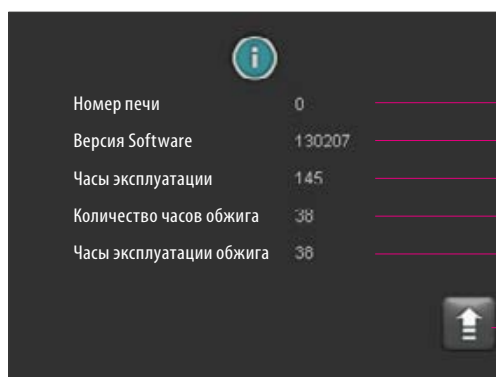 Номер печи 0
Версия Software 130207
Часы эксплуатации 145
Количество часов обжига 38
Часы эксплуатации обжига 38